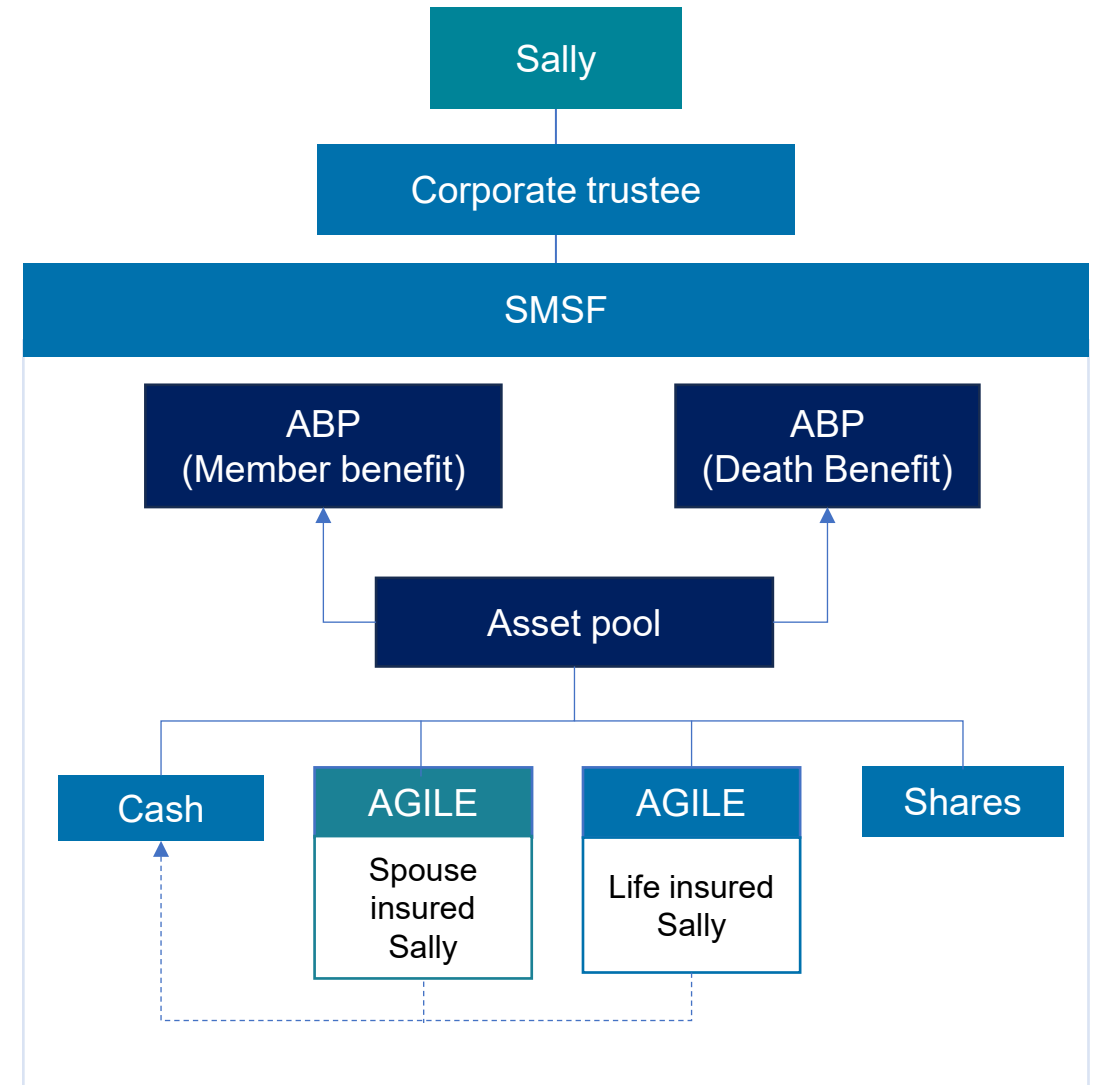 Sally
Corporate trustee
SMSF
ABP
(Member benefit)
ABP
(Death Benefit)
Asset pool
Cash
AGILE
Spouse
insured
Sally
AGILE
Life insured
Sally
Shares